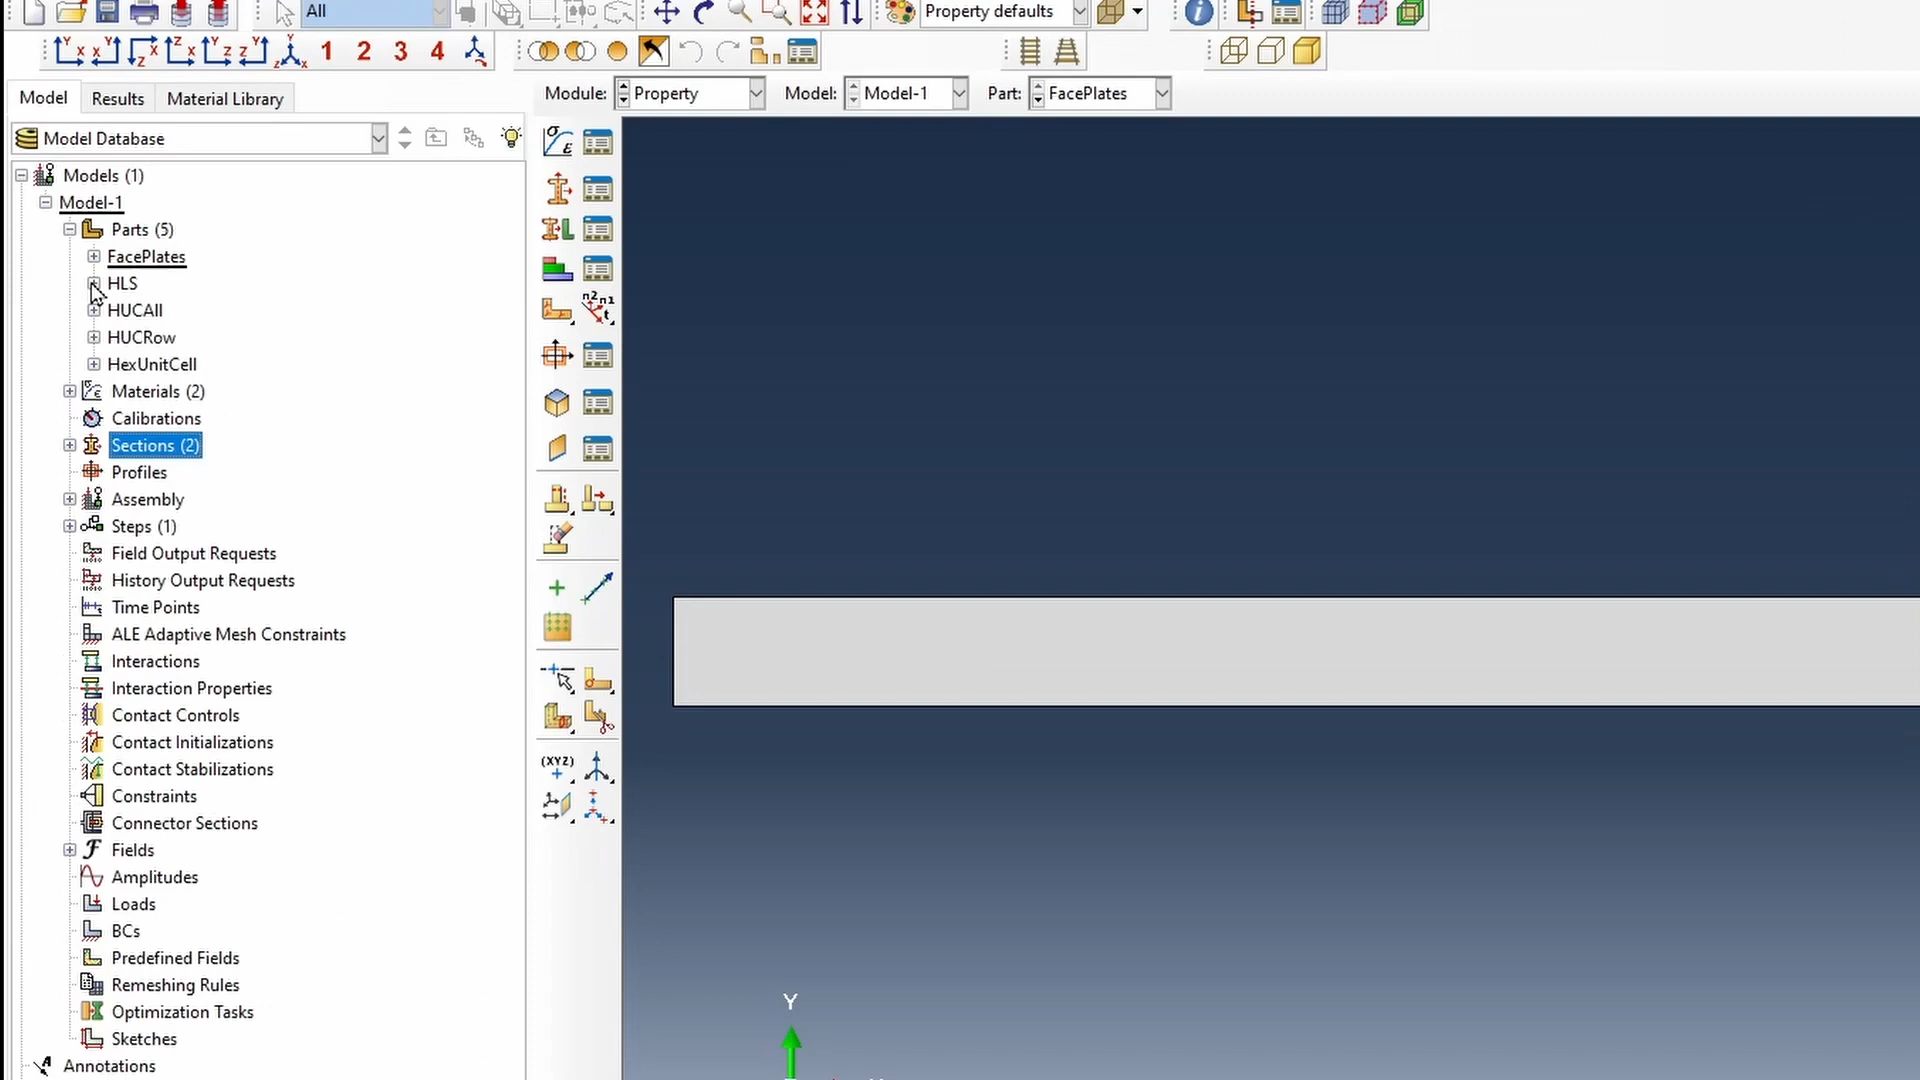 All
Property defaults
1 2 3 4
Model Results Material Library
Module: Property Model: Model-1 Part: FacePlates
Model Database
Models (1)
Model-1
Parts (5)
FacePlates
HLS
HUCAll
HUCRow
HexUnitCell
Materials (2)
Calibrations
Sections (2)
Profiles
Assembly
Steps (1)
Field Output Requests
History Output Requests
Time Points
ALE Adaptive Mesh Constraints
Interactions
Interaction Properties
Contact Controls
Contact Initializations
Contact Stabilizations
Constraints
Connector Sections
Fields
Amplitudes
Loads
BCs
Predefined Fields
Remeshing Rules
Optimization Tasks
Sketches
Annotations
(XYZ)
Y